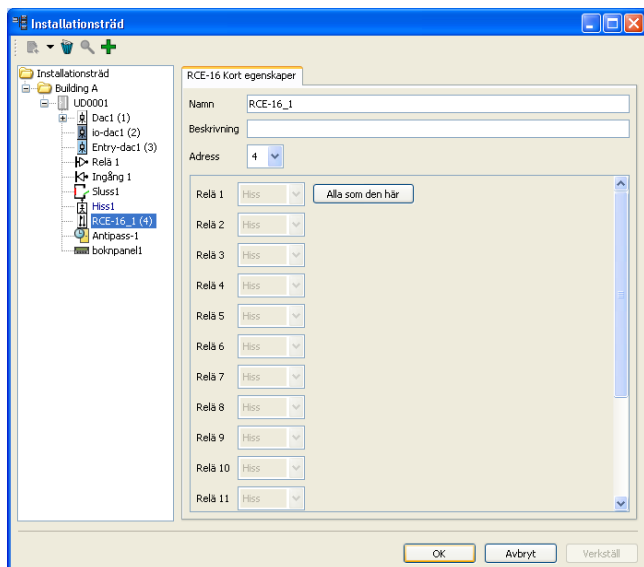 Installationsträd
Installationsträd
Building A
UD0001
Dac1 (1)
io-dac1 (2)
Entry-dac1 (3)
Relä 1
Ingång 1
Sluss1
Hiss1
RCE-16_1 (4)
Antipass-1
boknpanel1
RCE-16 Kort egenskaper
Namn RCE-16_1
Beskrivning
Adress 4
Relä 1 Hiss Alla som den här
Relä 2 Hiss
Relä 3 Hiss
Relä 4 Hiss
Relä 5 Hiss
Relä 6 Hiss
Relä 7 Hiss
Relä 8 Hiss
Relä 9 Hiss
Relä 10 Hiss
Relä 11 Hiss
OK Avbryt Verkställ